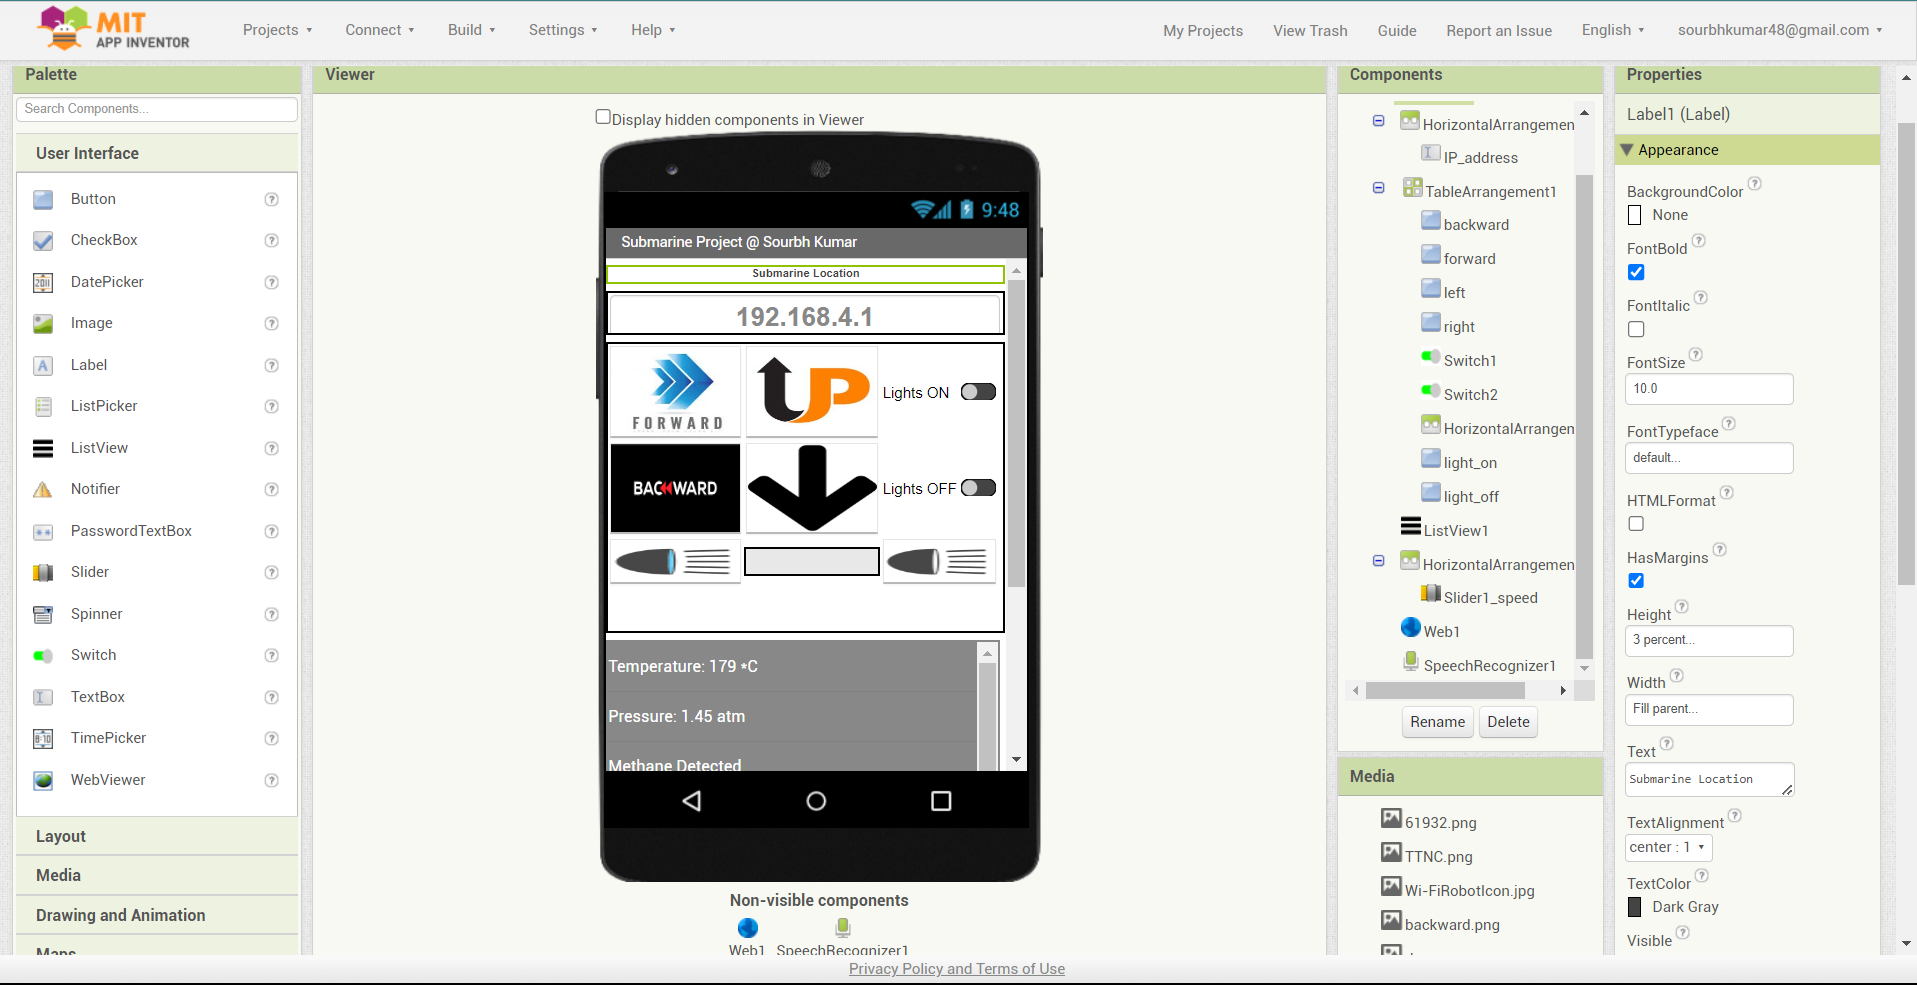 MIT
APP INVENTOR
Projects
Connect
Build
Settings
Help
My Projects
View Trash
Guide
Report an Issue
English
sourbhkumar48@gmail.com
Palette
Search Components...
User Interface
Button
CheckBox
DatePicker
Image
Label
ListPicker
ListView
Notifier
PasswordTextBox
Slider
Spinner
Switch
TextBox
TimePicker
WebViewer
Layout
Media
Drawing and Animation
Maps
Viewer
Display hidden components in Viewer
9:48
Submarine Project @ Sourbh Kumar
Submarine Location
192.168.4.1
FORWARD
UP
Lights ON
BACKWARD
Lights OFF
Temperature: 179 *C
Pressure: 1.45 atm
Methane Detected
Non-visible components
Web1
SpeechRecognizer1
Components
HorizontalArrangemen
IP_address
TableArrangement1
backward
forward
left
right
Switch1
Switch2
HorizontalArrangen
light_on
light_off
ListView1
HorizontalArrangemen
Slider1_speed
Web1
SpeechRecognizer1
Rename
Delete
Media
61932.png
TTNC.png
Wi-FiRobotIcon.jpg
backward.png
Properties
Label1 (Label)
Appearance
BackgroundColor
None
FontBold
FontItalic
FontSize
10.0
FontTypeface
default...
HTMLFormat
HasMargins
Height
3 percent...
Width
Fill parent...
Text
Submarine Location
TextAlignment
center : 1
TextColor
Dark Gray
Visible
Privacy Policy and Terms of Use